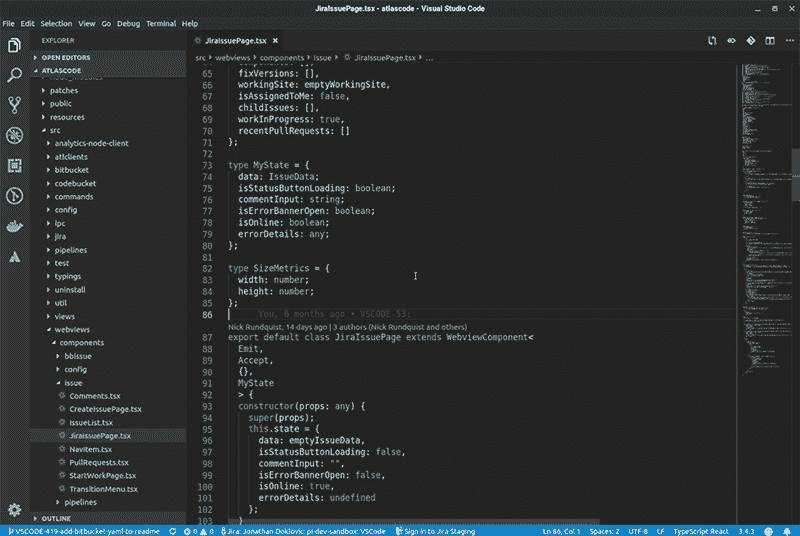 JiraIssuePage.tsx - atlascode - Visual Studio Code
File Edit Selection View Go Debug Terminal Help
EXPLORER
OPEN EDITORS
ATLASCODE
node_modules
patches
public
resources
src
analytics-node-client
atlclients
bitbucket
codebucket
commands
config
ipc
jira
pipelines
test
typings
uninstall
util
views
webviews
components
bbissue
config
issue
Comments.tsx
CreateIssuePage.tsx
IssueList.tsx
JiraIssuePage.tsx
NavItem.tsx
PullRequests.tsx
StartWorkPage.tsx
TransitionMenu.tsx
pipelines
OUTLINE
JiraIssuePage.tsx
src webviews components issue JiraIssuePage.tsx ...
65 fixVersions: [],
66 workingSite: emptyWorkingSite,
67 isAssignedToMe: false,
68 childIssues: [],
69 workInProgress: true,
70 recentPullRequests: []
71 };
72
73 type MyState = {
74 data: IssueData;
75 isStatusButtonLoading: boolean;
76 commentInput: string;
77 isErrorBannerOpen: boolean;
78 isOnline: boolean;
79 errorDetails: any;
80 };
81
82 type SizeMetrics = {
83 width: number;
84 height: number;
85 };
86 You, 6 months ago • VSCODE-53:
Nick Rundquist, 14 days ago | 3 authors (Nick Rundquist and others)
87 export default class JiraIssuePage extends WebviewComponent<
88 Emit,
89 Accept,
90 {},
91 MyState
92 > {
93 constructor(props: any) {
94 super(props);
95 this.state = {
96 data: emptyIssueData,
97 isStatusButtonLoading: false,
98 commentInput: "",
99 isErrorBannerOpen: false,
100 isOnline: true,
101 errorDetails: undefined
102 };
103 }
VSCODE-419-add-bitbucket-yaml-to-readme 0 0 Jira: Jonathan Doklovic: pi-dev-sandbox: VSCode Sign in to Jira Staging Ln 86, Col 1 Spaces: 2 UTF-8 LF TypeScript React 3.4.3